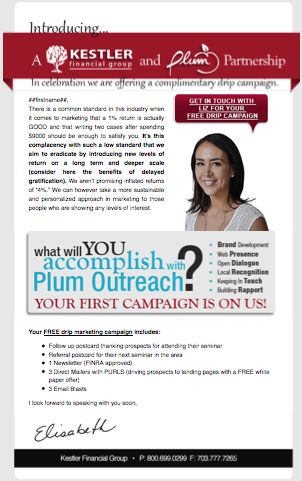 Introducing...
A KESTLER financial group and Plum Partnership
In celebration we are offering a complimentary drip campaign.
##firstname##,
There is a common standard in this industry when
it comes to marketing that a 1% return is actually
GOOD and that writing two cases after spending
$9000 should be enough to satisfy you. It's this
complacency with such a low standard that we
aim to eradicate by introducing new levels of
return on a long term and deeper scale
(consider here the benefits of delayed
gratification). We aren't promising inflated returns
of "4%." We can however take a more sustainable
and personalized approach in marketing to those
people who are showing any levels of interest.
GET IN TOUCH WITH
LIZ FOR YOUR
FREE DRIP CAMPAIGN
what will YOU
accomplish with
Plum Outreach?
• Brand Development
• Web Presence
• Open Dialogue
• Local Recognition
• Keeping In Touch
• Building Rapport
YOUR FIRST CAMPAIGN IS ON US!
Your FREE drip marketing campaign includes:
• Follow up postcard thanking prospects for attending their seminar
• Referral postcard for their next seminar in the area
• 1 Newsletter (FINRA approved)
• 3 Direct Mailers with PURLS (driving prospects to landing pages with a FREE white
paper offer)
• 3 Email Blasts
I look forward to speaking with you soon,
Elisabeth
Kestler Financial Group • P: 800.699.0299 F: 703.777.7265